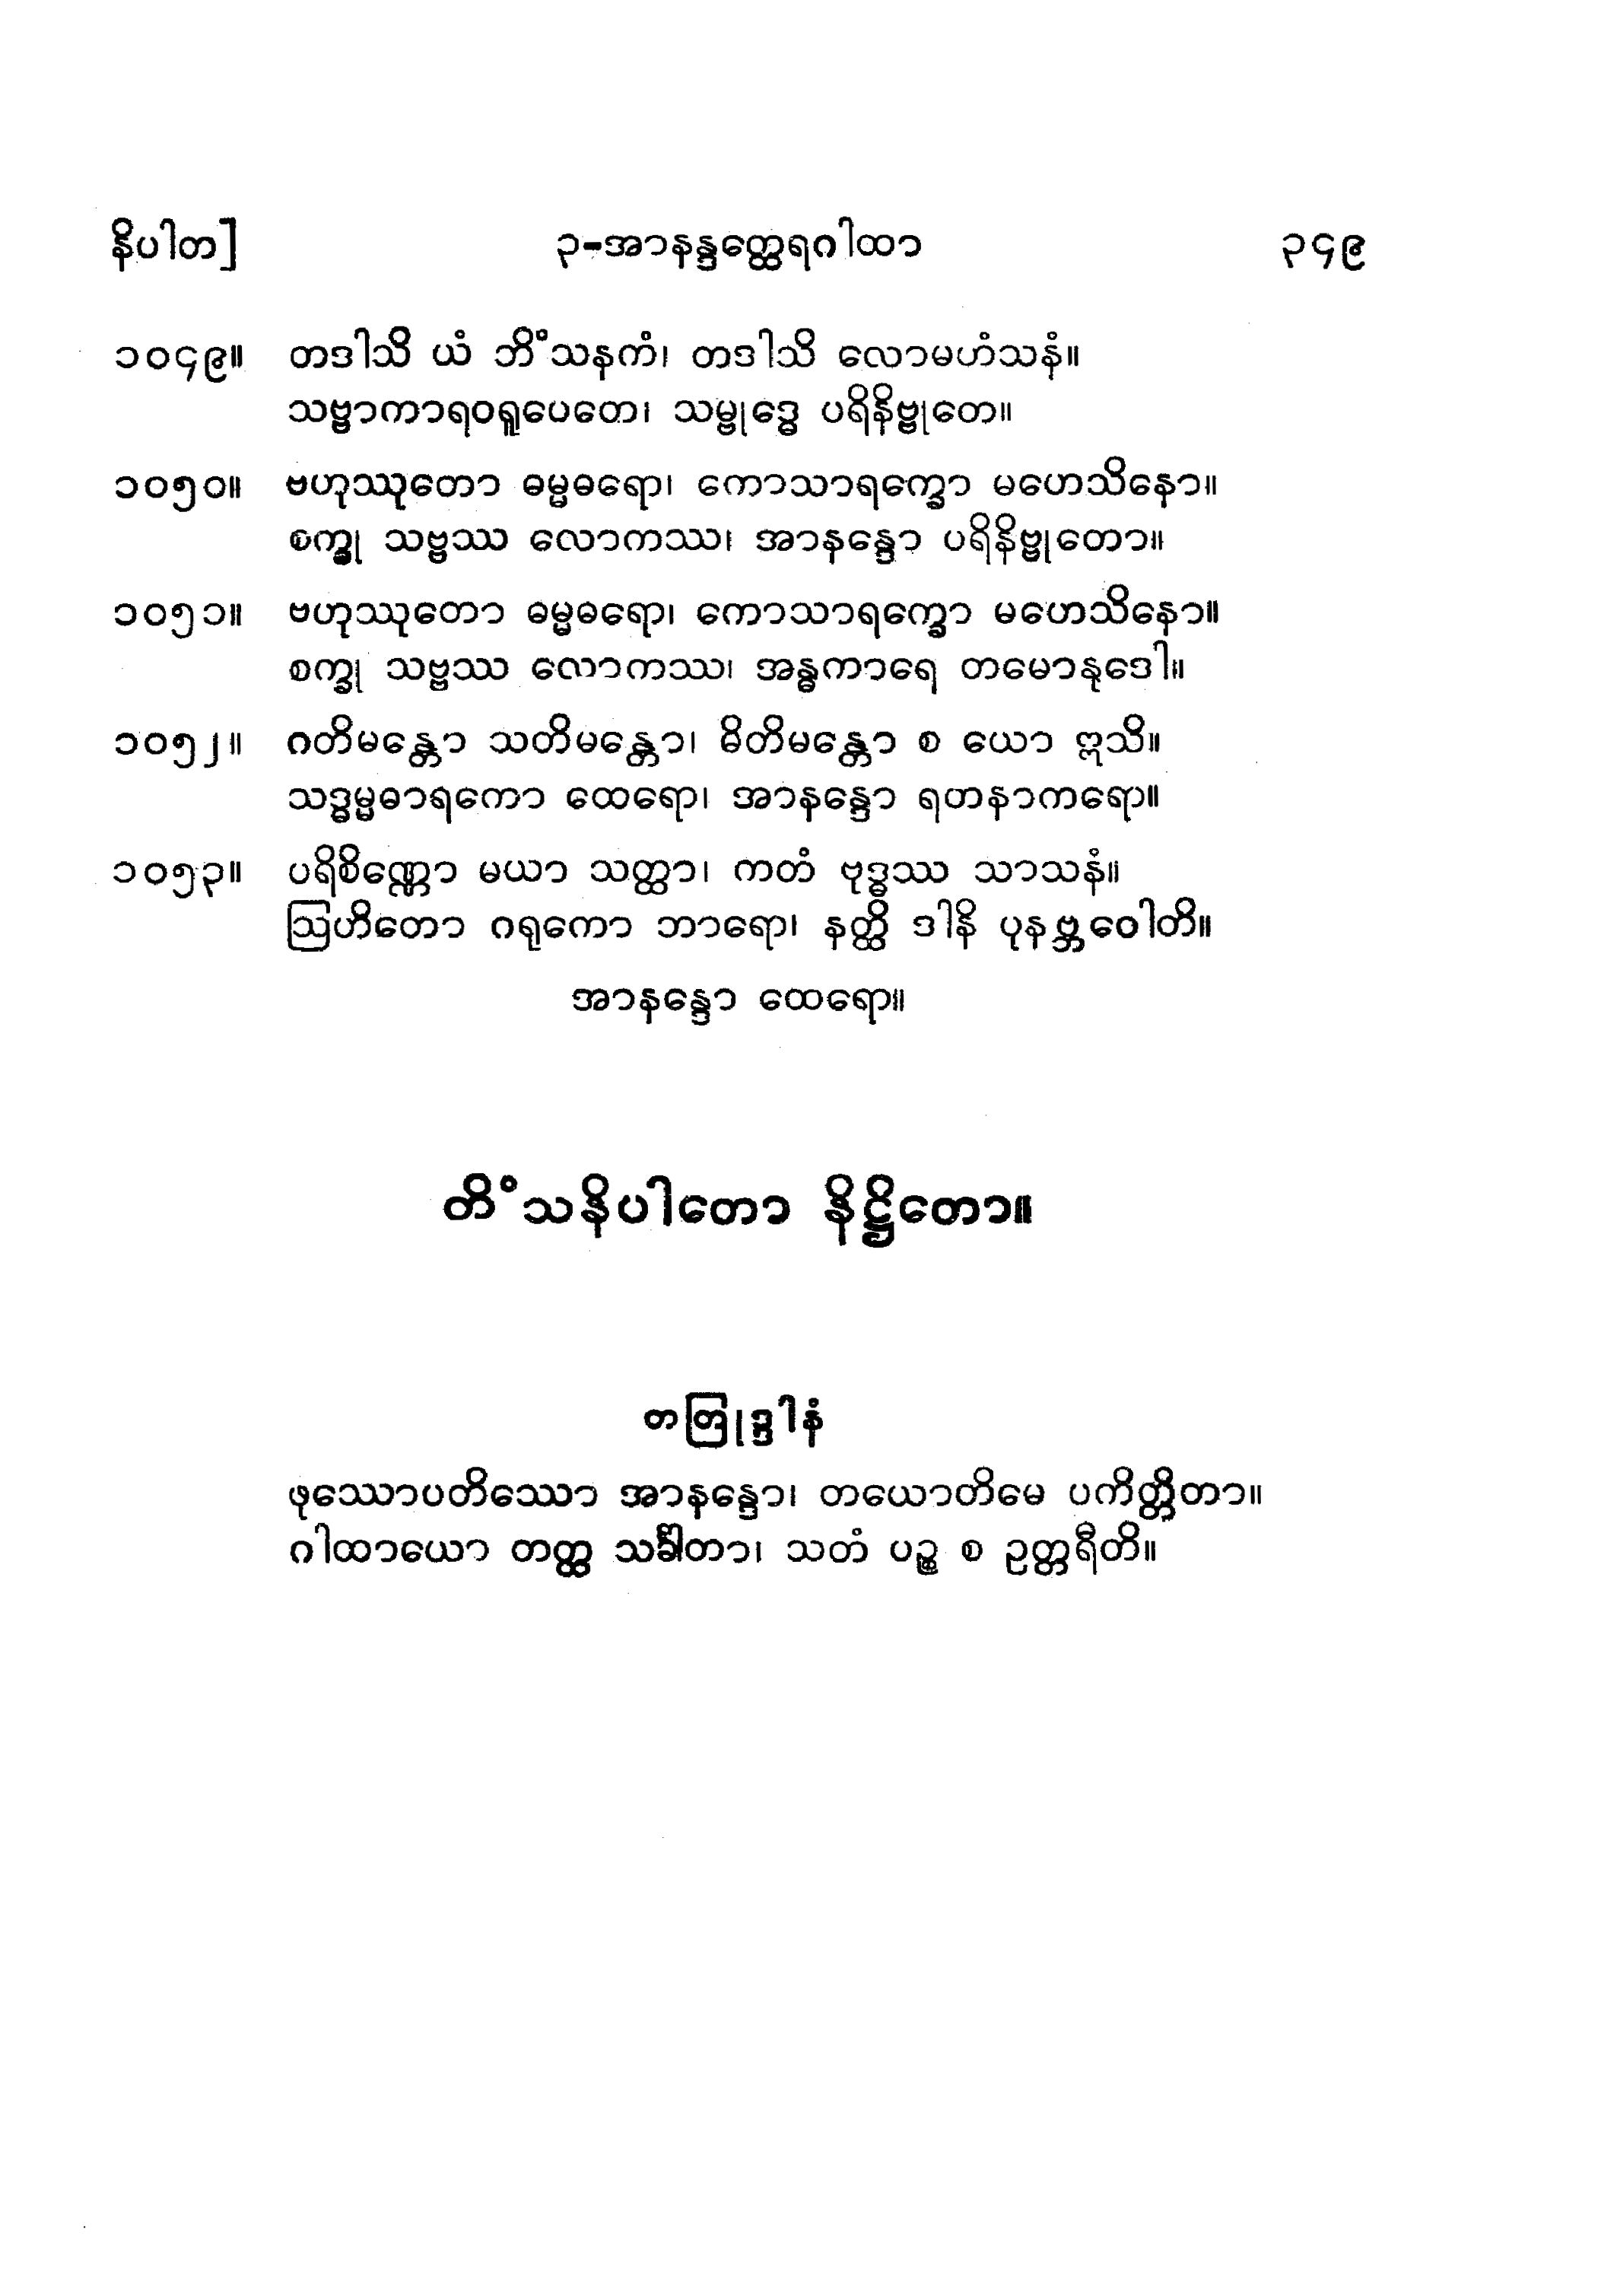 နိပါတ]	၃-အာနန္ဒတ္ထေရဂါထာ	၃၄၉
၁၀၄၉။ တဒါသိ ယံ ဘိံသနကံ၊ တဒါသိ လောမဟံသနံ။
သဗ္ဗာကာရဝရူပေတေ၊ သမ္ဗုဒ္ဓေ ပရိနိဗ္ဗုတေ။
၁၀၅၀။ ဗဟုဿုတော ဓမ္မဓရော၊ ကောသာရက္ခော မဟေသိနော။
စက္ခု သဗ္ဗဿ လောကဿ၊ အာနန္ဒော ပရိနိဗ္ဗုတော။
၁၀၅၁။ ဗဟုဿုတော ဓမ္မဓရော၊ ကောသာရက္ခော မဟေသိနော။
စက္ခု သဗ္ဗဿ လောကဿ၊ အန္ဓကာရေ တမောနုဒေါ။
၁၀၅၂။ ဂတိမန္တော သတိမန္တော၊ ဓိတိမန္တော စ ယော ဣသိ။
သဒ္ဓမ္မဓာရကော ထေရော၊ အာနန္ဒော ရတနာကရော။
၁၀၅၃။ ပရိစိဏ္ဏော မယာ သတ္ထာ၊ ကတံ ဗုဒ္ဓဿ သာသနံ။
ဩဟိတော ဂရုကော ဘာရော၊ နတ္ထိ ဒါနိ ပုနဗ္ဘဝေါတိ။
အာနန္ဒော ထေရော။
တိံသနိပါတော နိဋ္ဌိတော။
တတြုဒ္ဒါနံ
ဖုဿောပတိဿော အာနန္ဒော၊ တယောတိမေ ပကိတ္တိတာ။
ဂါထာယော တတ္ထ သင်္ခါတာ၊ သတံ ပဉ္စ စ ဥတ္တရီတိ။